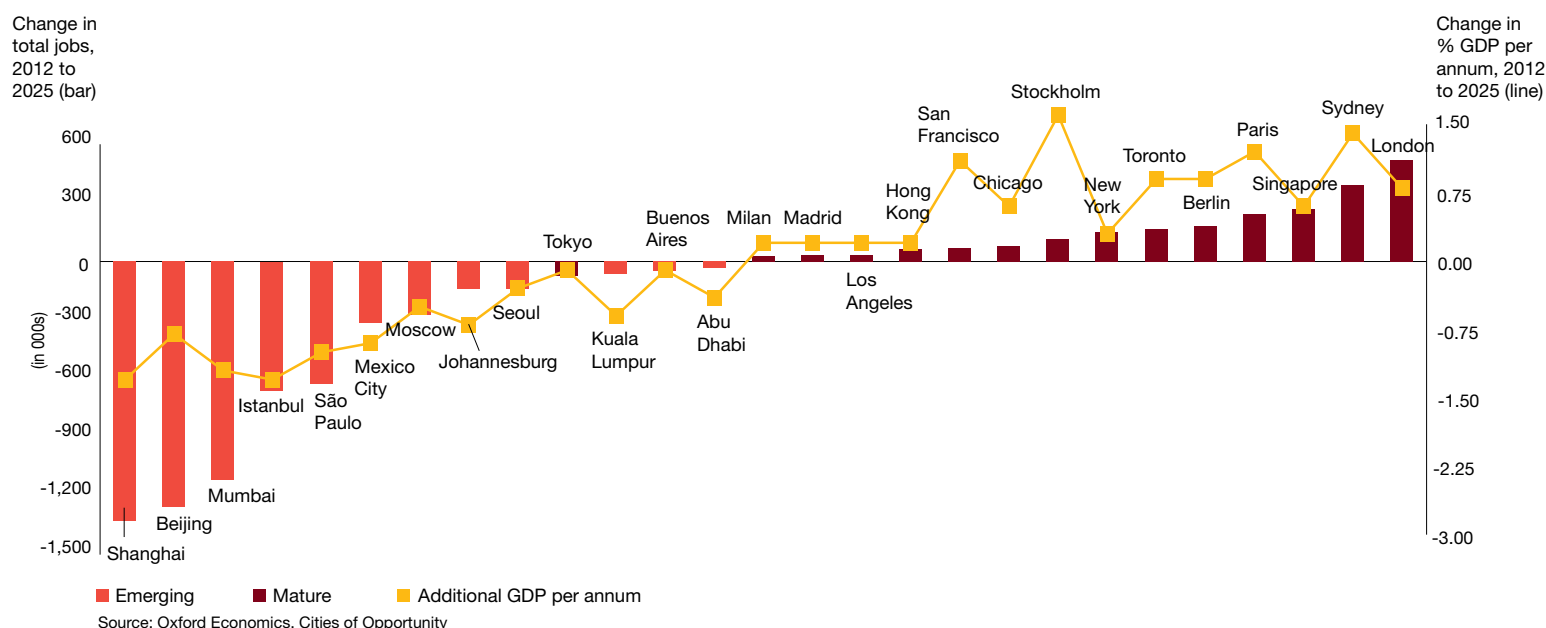 Change in
total jobs,
2012 to
2025 (bar)
Change in
% GDP per
annum, 2012
to 2025 (line)
600
300
0
-300
-600
-900
-1,200
-1,500
(in 000s)
1.50
0.75
0.00
-0.75
-1.50
-2.25
-3.00
Shanghai
Beijing
Mumbai
Istanbul
São
Paulo
Mexico
City
Moscow
Johannesburg
Seoul
Tokyo
Kuala
Lumpur
Buenos
Aires
Abu
Dhabi
Milan
Madrid
Los
Angeles
Hong
Kong
San
Francisco
Chicago
Stockholm
New
York
Toronto
Berlin
Paris
Singapore
Sydney
London
Emerging
Mature
Additional GDP per annum
Source: Oxford Economics, Cities of Opportunity